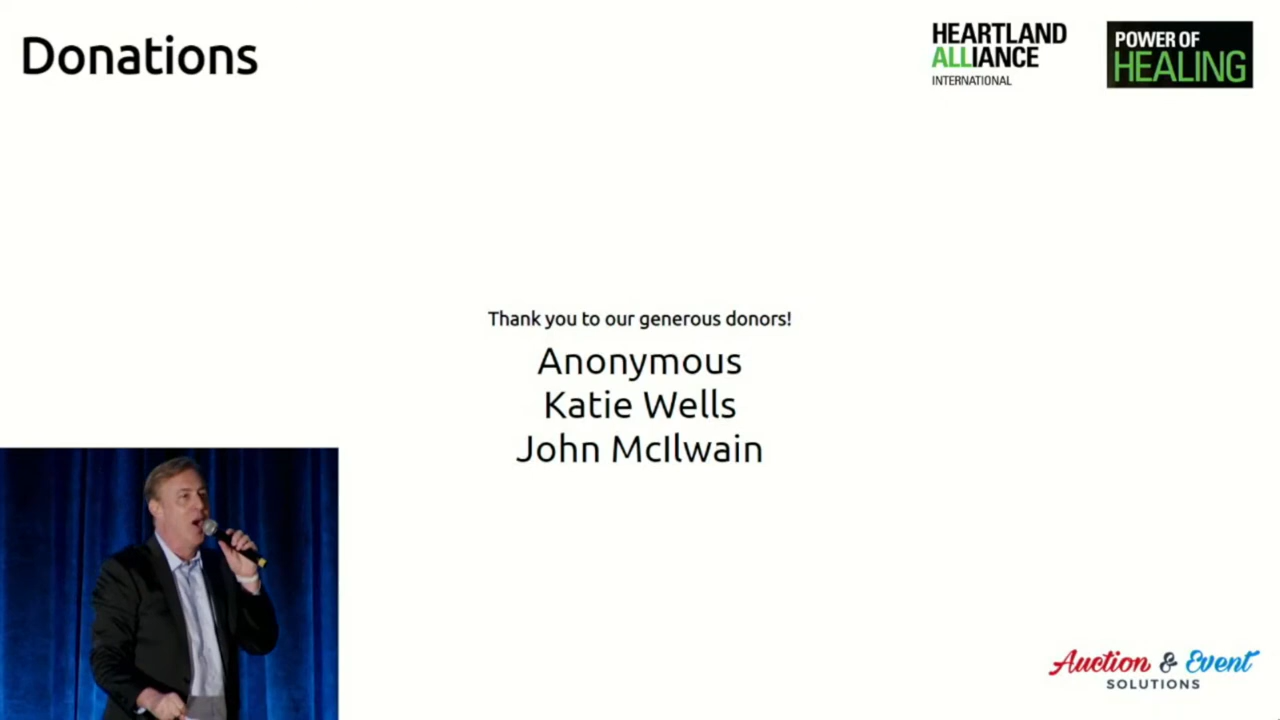 Donations
HEARTLAND
ALLIANCE
INTERNATIONAL
POWER OF
HEALING
Thank you to our generous donors!
Anonymous
Katie Wells
John McIlwain
Auction & Event
SOLUTIONS